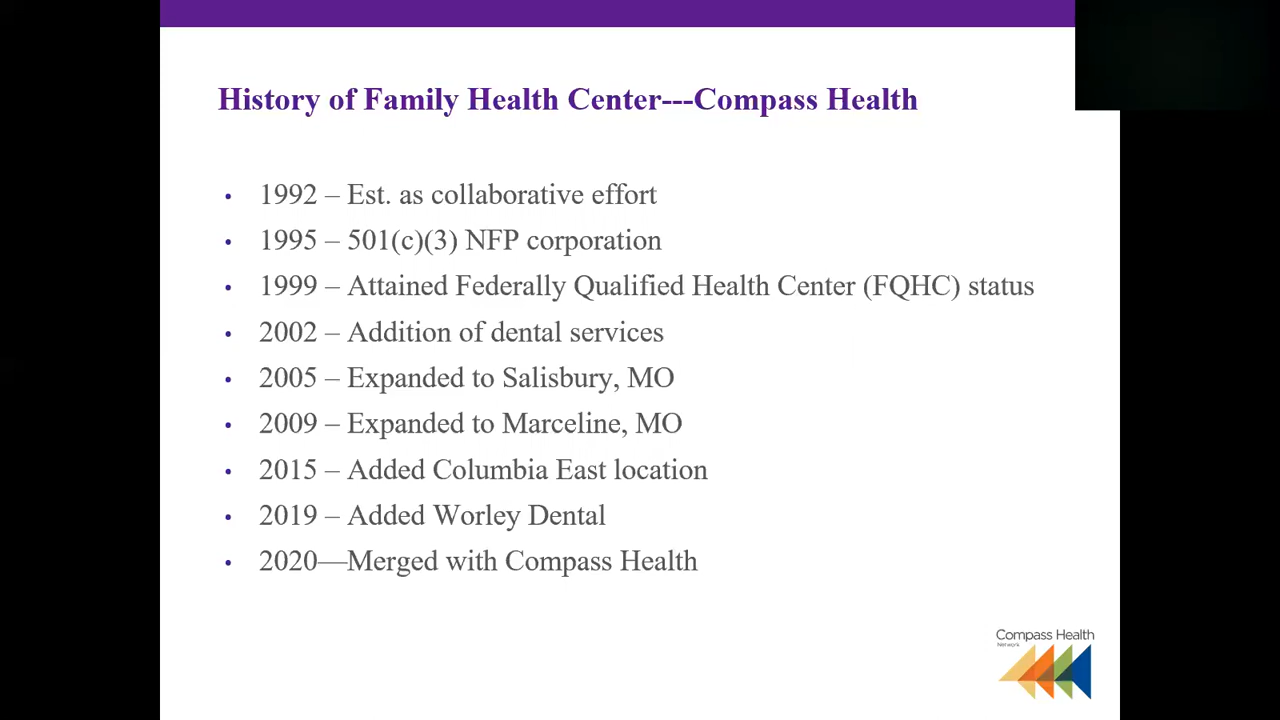 History of Family Health Center---Compass Health
• 1992 – Est. as collaborative effort
• 1995 – 501(c)(3) NFP corporation
• 1999 – Attained Federally Qualified Health Center (FQHC) status
• 2002 – Addition of dental services
• 2005 – Expanded to Salisbury, MO
• 2009 – Expanded to Marceline, MO
• 2015 – Added Columbia East location
• 2019 – Added Worley Dental
• 2020—Merged with Compass Health
Compass Health
Network